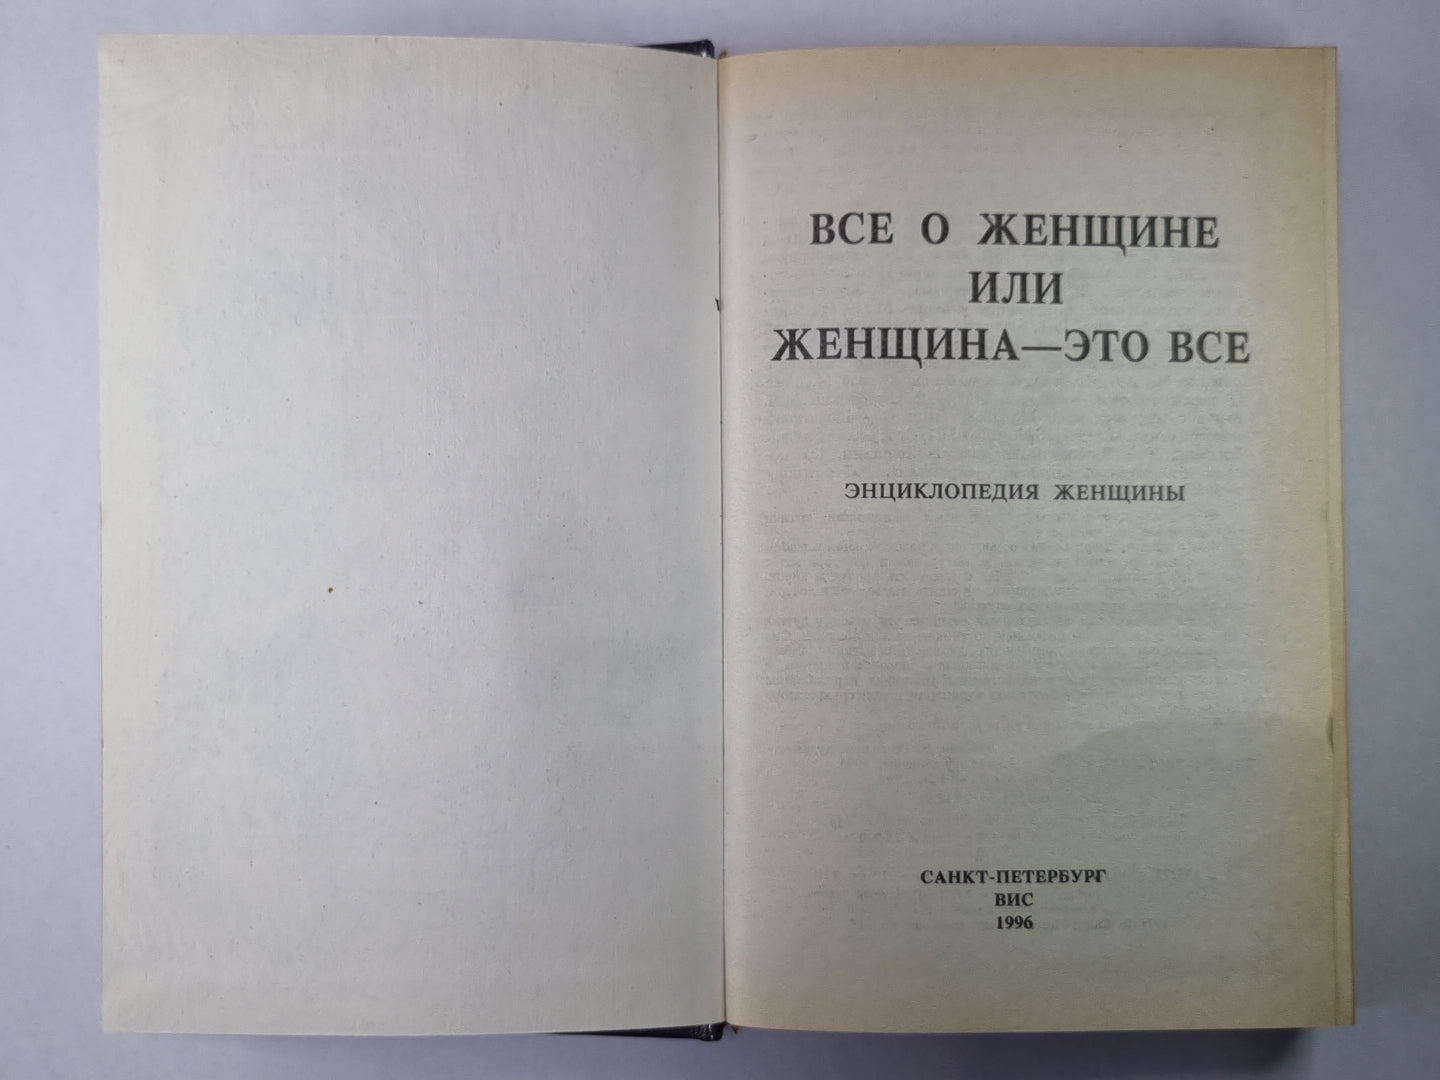 ВСЕ О ЖЕНЩИНЕ
ИЛИ
ЖЕНЩИНА—ЭТО ВСЕ
ЭНЦИКЛОПЕДИЯ ЖЕНЩИНЫ
САНКТ-ПЕТЕРБУРГ
ВИС
1996